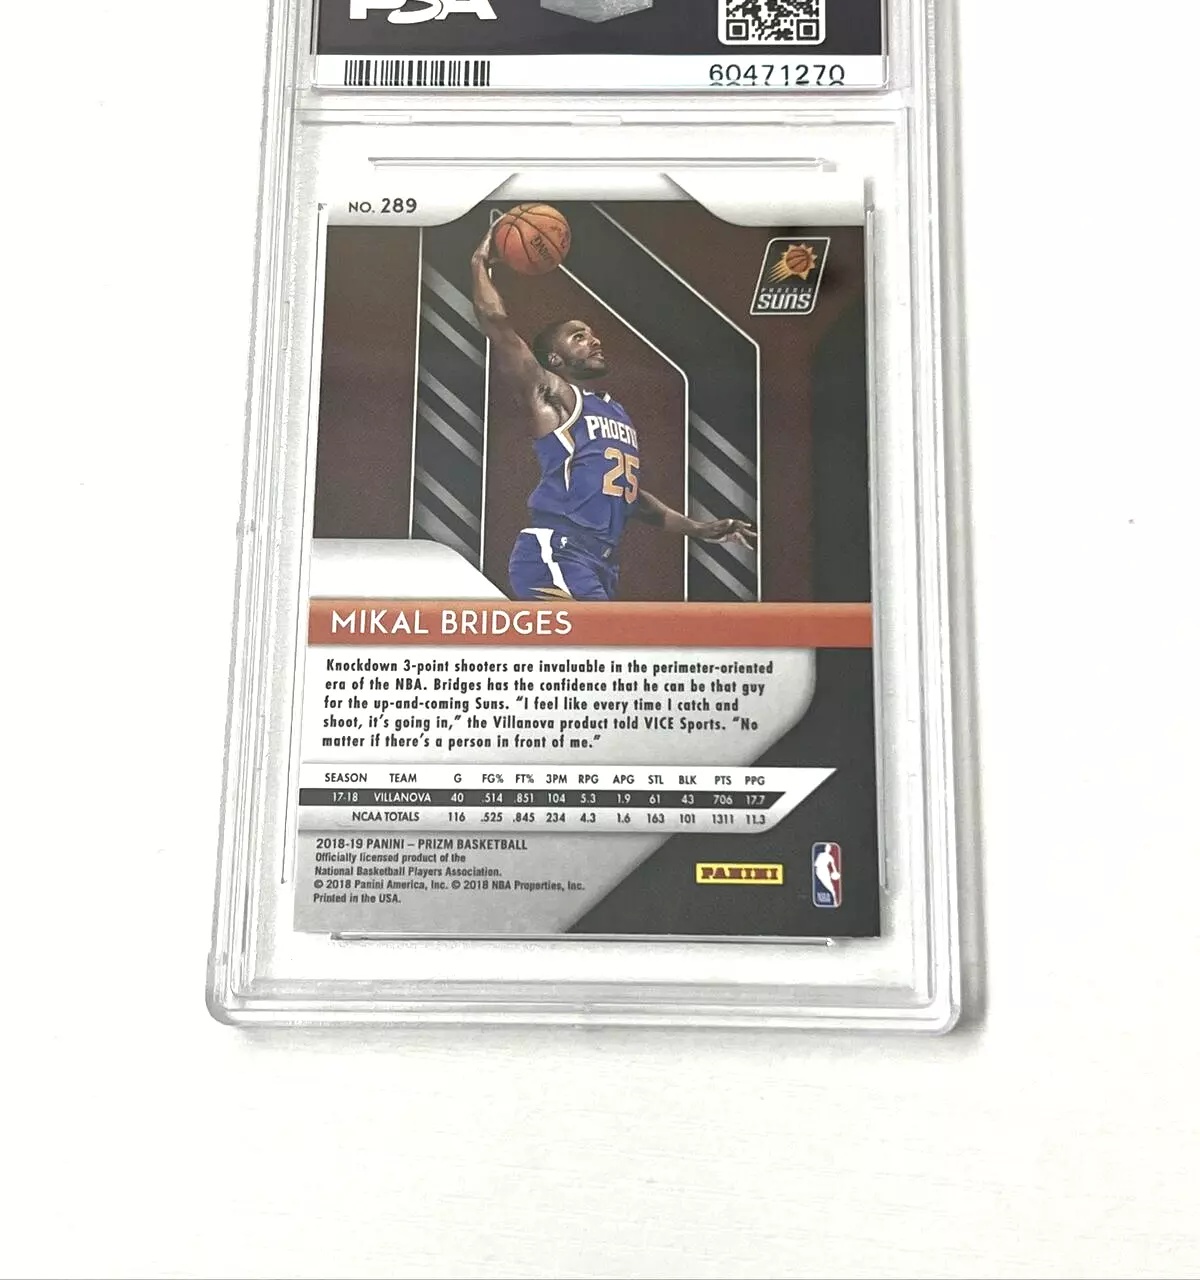 PSA
60471270
NO. 289
PHOENIX
SUNS
PHOENI
25
MIKAL BRIDGES
Knockdown 3-point shooters are invaluable in the perimeter-oriented
era of the NBA. Bridges has the confidence that he can be that guy
for the up-and-coming Suns. "I feel like every time I catch and
shoot, it's going in," the Villanova product told VICE Sports. "No
matter if there's a person in front of me."
SEASON TEAM G FG% FT% 3PM RPG APG STL BLK PTS PPG
17-18 VILLANOVA 40 .514 .851 104 5.3 1.9 61 43 706 17.7
NCAA TOTALS 116 .525 .845 234 4.3 1.6 163 101 1311 11.3
2018-19 PANINI – PRIZM BASKETBALL
Officially licensed product of the
National Basketball Players Association.
© 2018 Panini America, Inc. © 2018 NBA Properties, Inc.
Printed in the USA.
PANINI
NBA